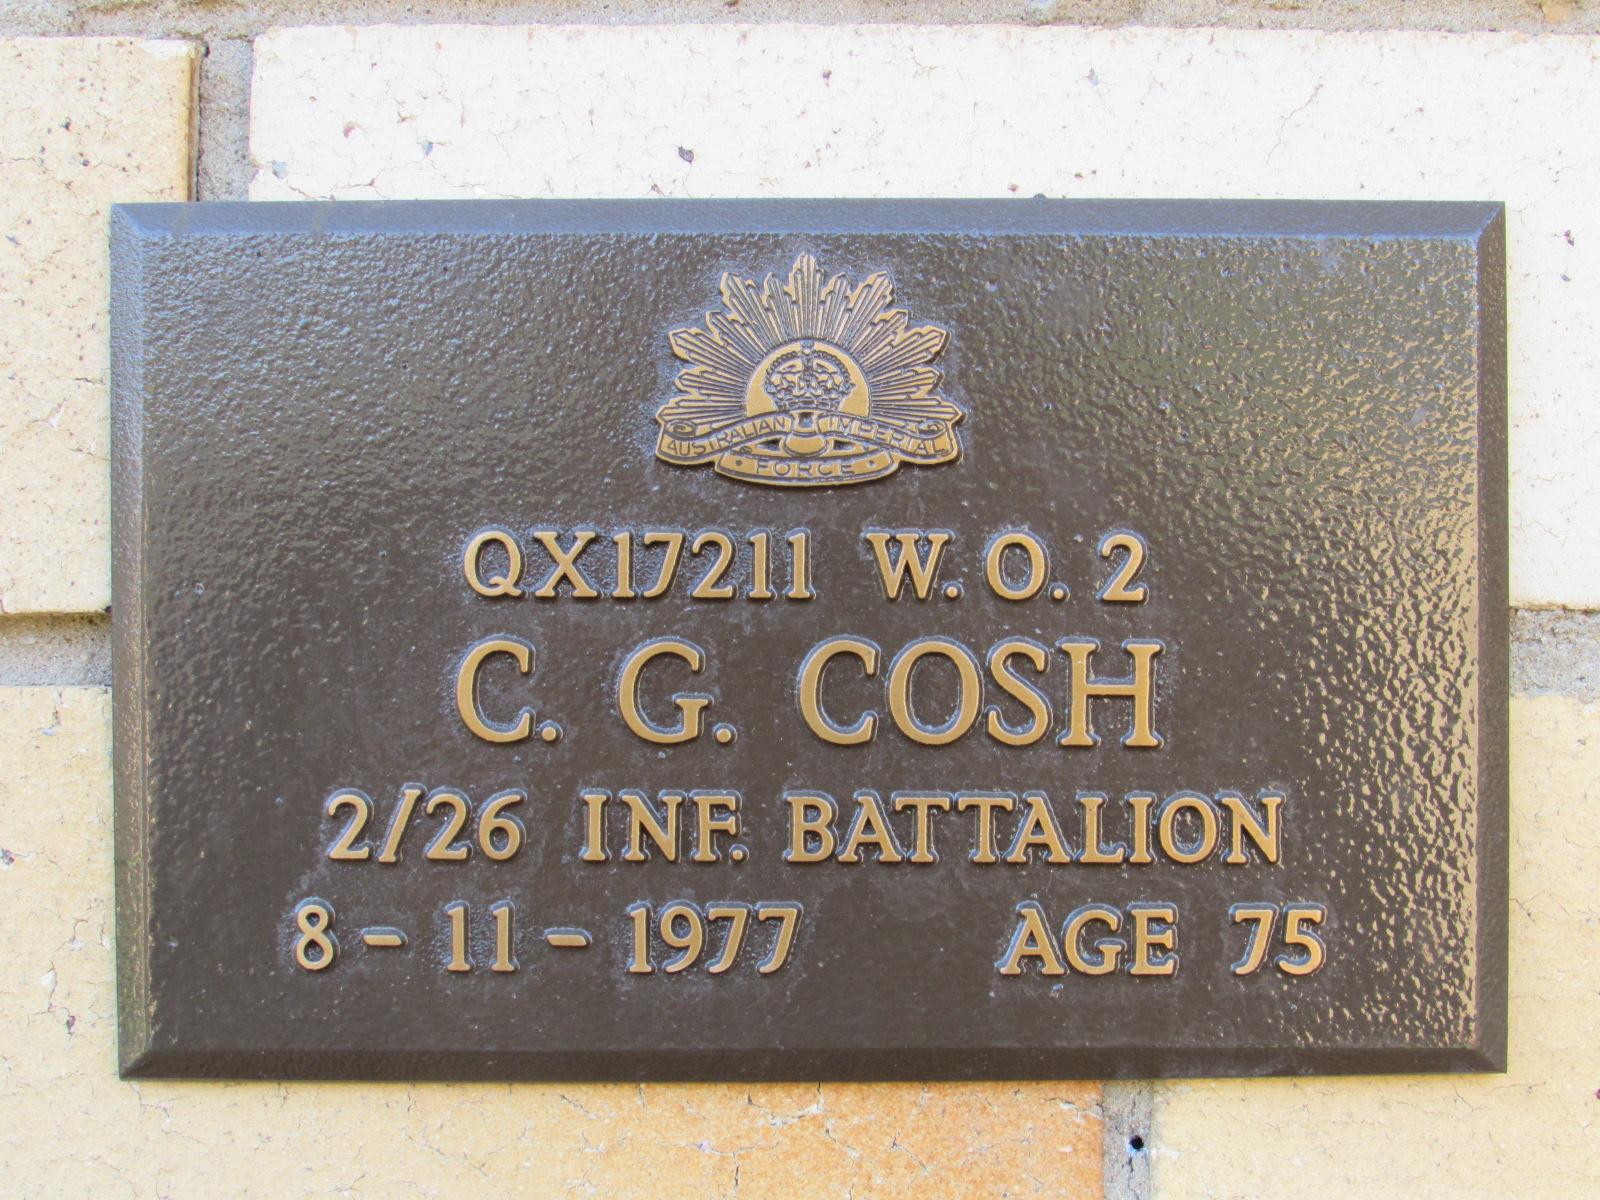 AUSTRALIAN IMPERIAL
FORCE
QX17211 W. O. 2
C. G. COSH
2/26 INF. BATTALION
8 - 11 - 1977 AGE 75